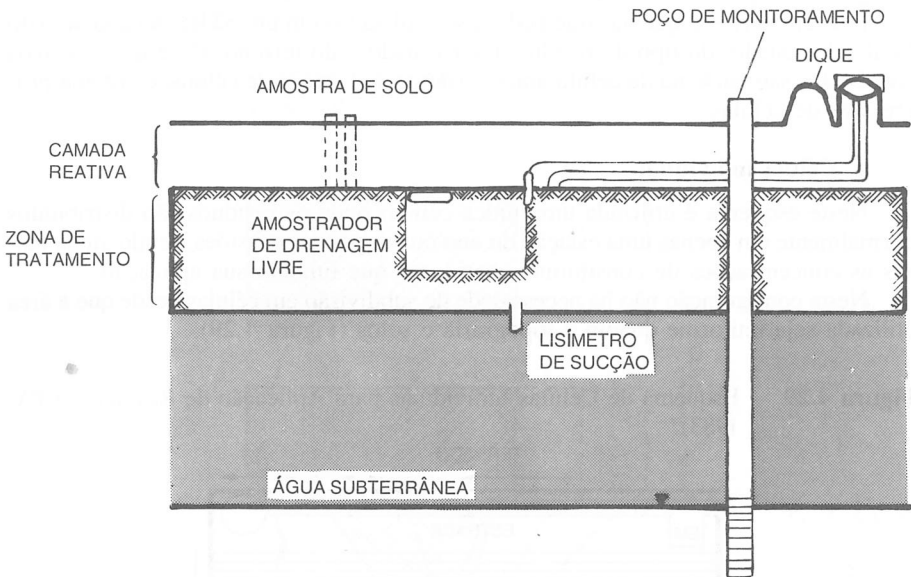 POÇO DE MONITORAMENTO
DIQUE
AMOSTRA DE SOLO
CAMADA
REATIVA
ZONA DE
TRATAMENTO
AMOSTRADOR
DE DRENAGEM
LIVRE
LISÍMETRO
DE SUCÇÃO
ÁGUA SUBTERRÂNEA